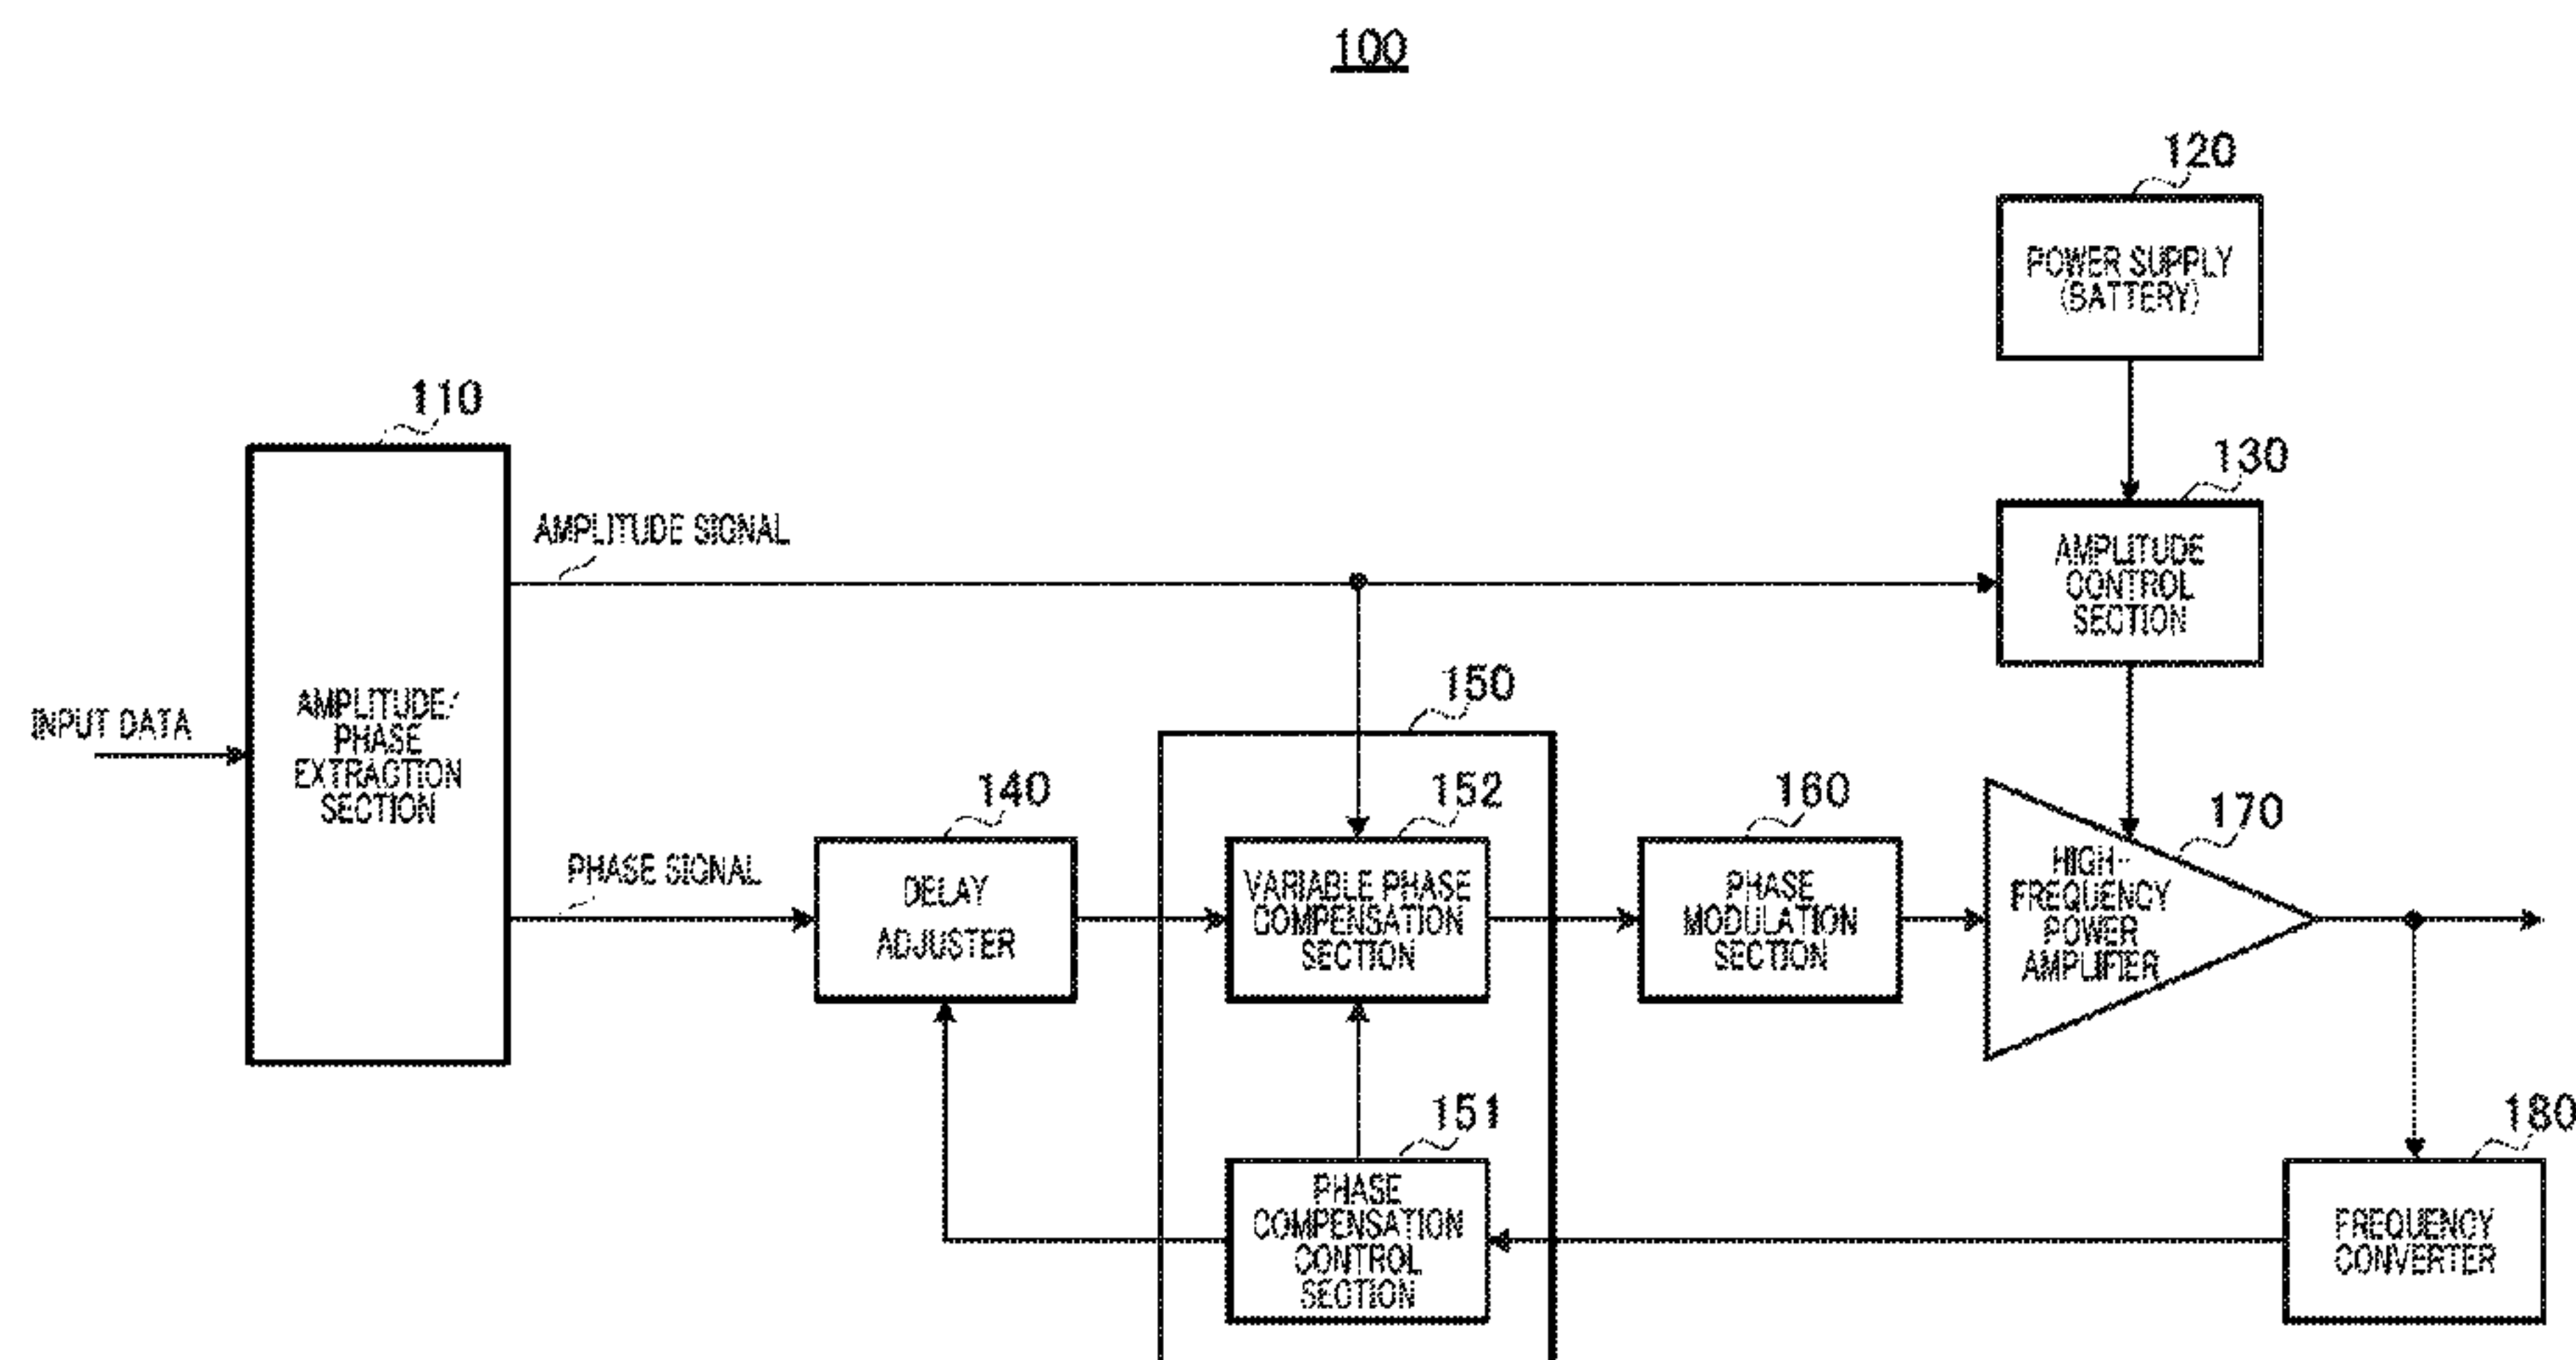 100
120
POWER SUPPLY
(BATTERY)
110
130
AMPLITUDE SIGNAL
AMPLITUDE
CONTROL
SECTION
INPUT DATA
AMPLITUDE/
PHASE
EXTRACTION
SECTION
150
140
152
160
170
PHASE SIGNAL
DELAY
ADJUSTER
VARIABLE PHASE
COMPENSATION
SECTION
PHASE
MODULATION
SECTION
HIGH-
FREQUENCY
POWER
AMPLIFIER
151
180
PHASE
COMPENSATION
CONTROL
SECTION
FREQUENCY
CONVERTER